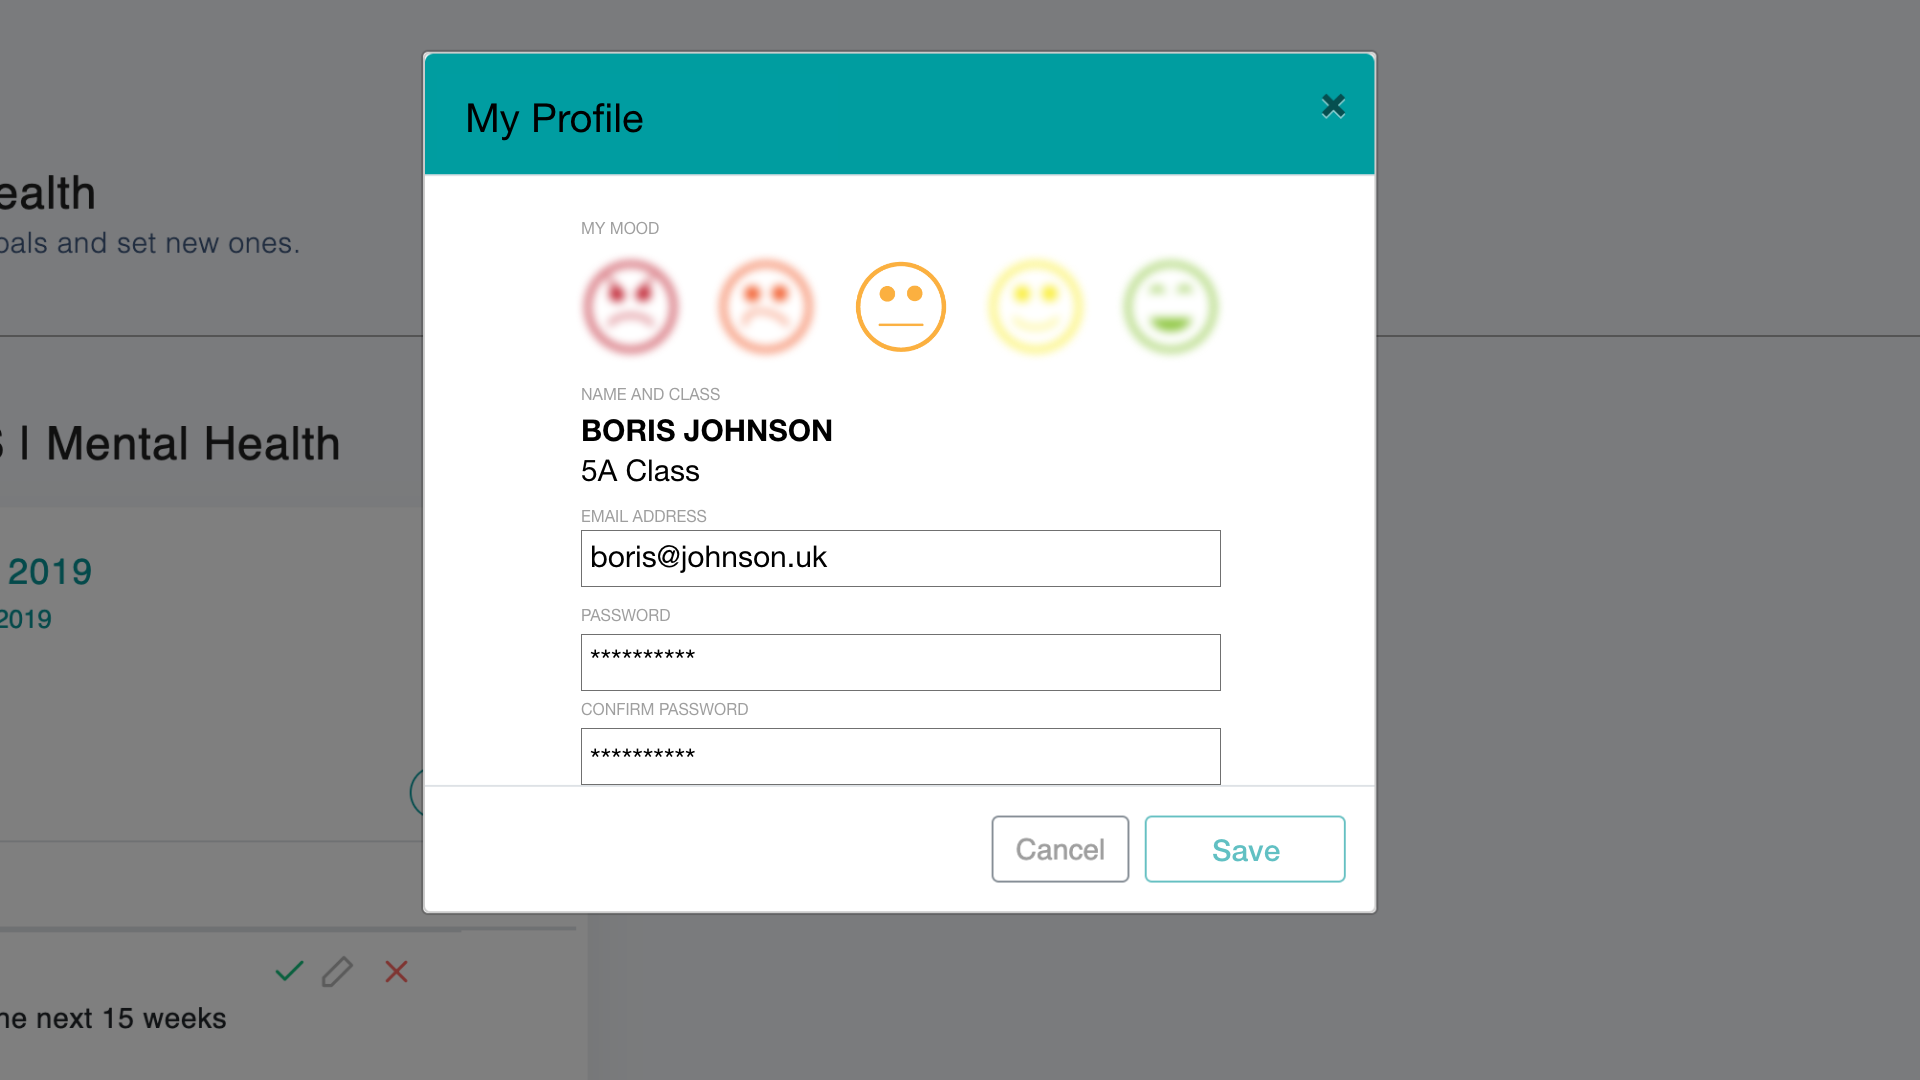 My Profile
ealth
oals and set new ones.
MY MOOD
NAME AND CLASS
BORIS JOHNSON
5A Class
S | Mental Health
EMAIL ADDRESS
boris@johnson.uk
2019
2019
PASSWORD
**********
CONFIRM PASSWORD
**********
Cancel
Save
he next 15 weeks